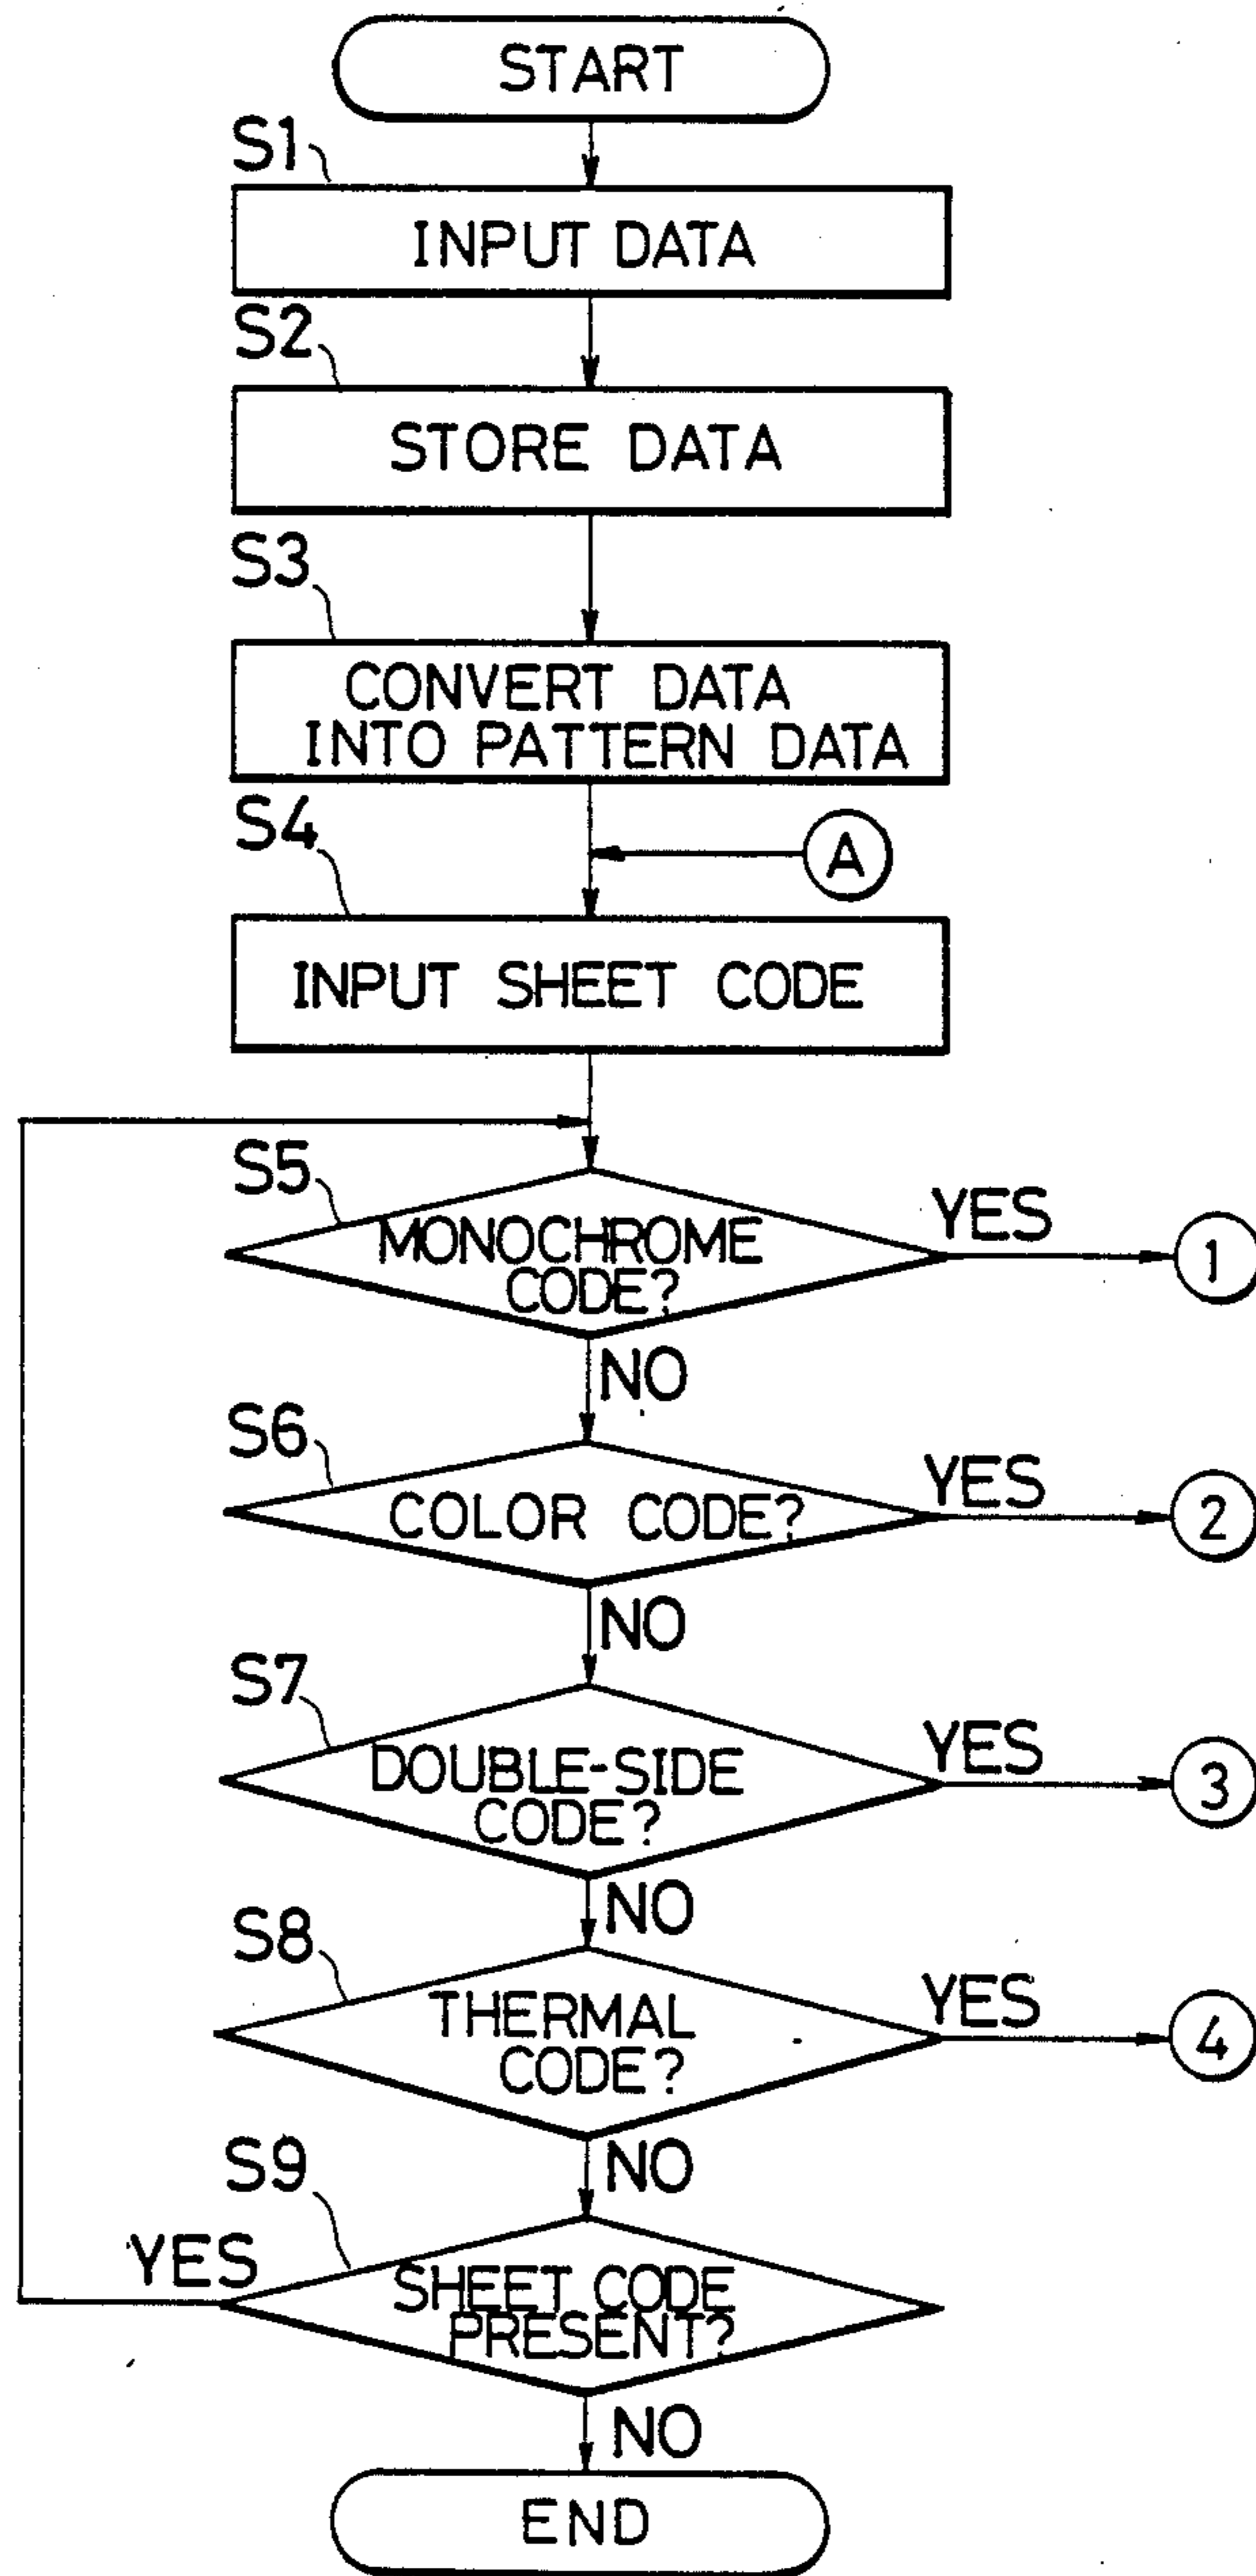 START
S1
INPUT DATA
S2
STORE DATA
S3
CONVERT DATA
INTO PATTERN DATA
S4
A
INPUT SHEET CODE
S5
MONOCHROME
CODE?
YES
1
NO
S6
COLOR CODE?
YES
2
NO
S7
DOUBLE-SIDE
CODE?
YES
3
NO
S8
THERMAL
CODE?
YES
4
NO
S9
YES
SHEET CODE
PRESENT?
NO
END